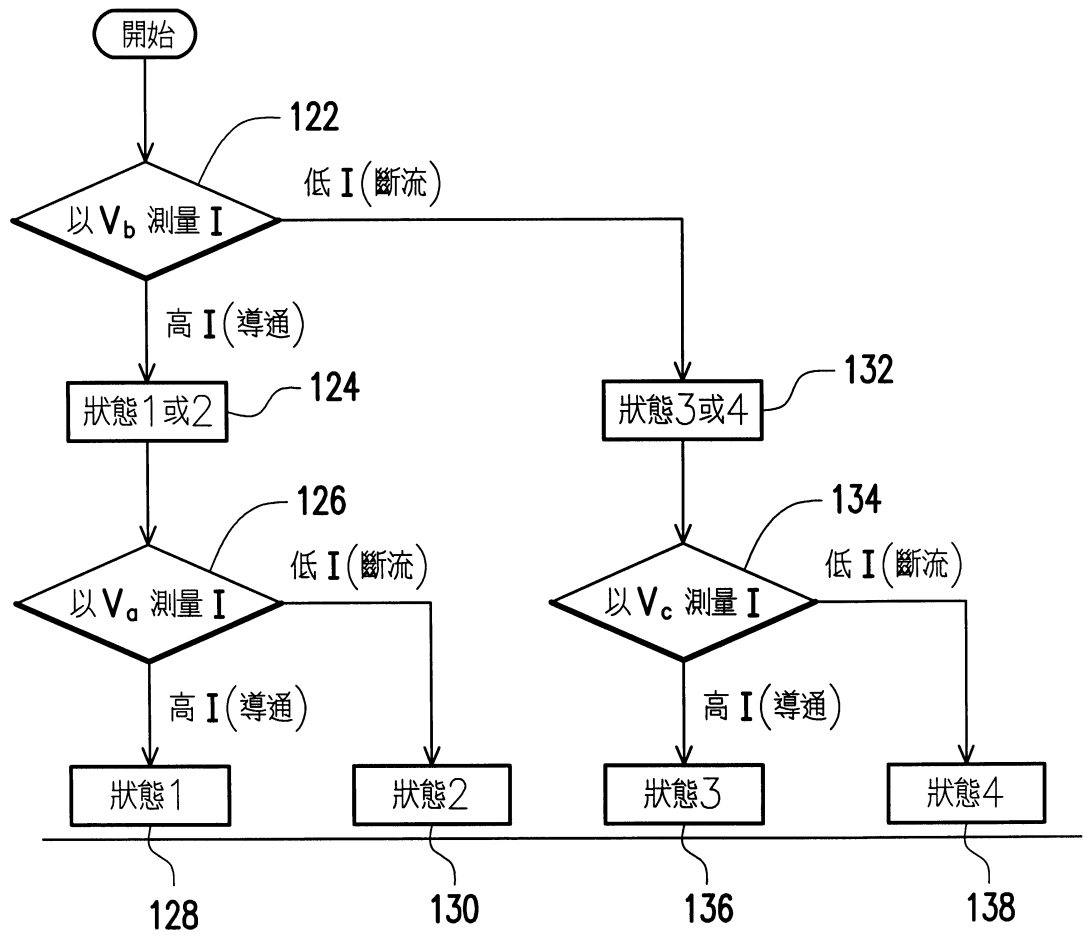 開始
122
以 Vb 測量 I
低 I(斷流)
高 I(導通)
狀態1或2
124
狀態3或4
132
126
以 Va 測量 I
低 I(斷流)
134
以 Vc 測量 I
低 I(斷流)
高 I(導通)
高 I(導通)
狀態1
狀態2
狀態3
狀態4
128
130
136
138